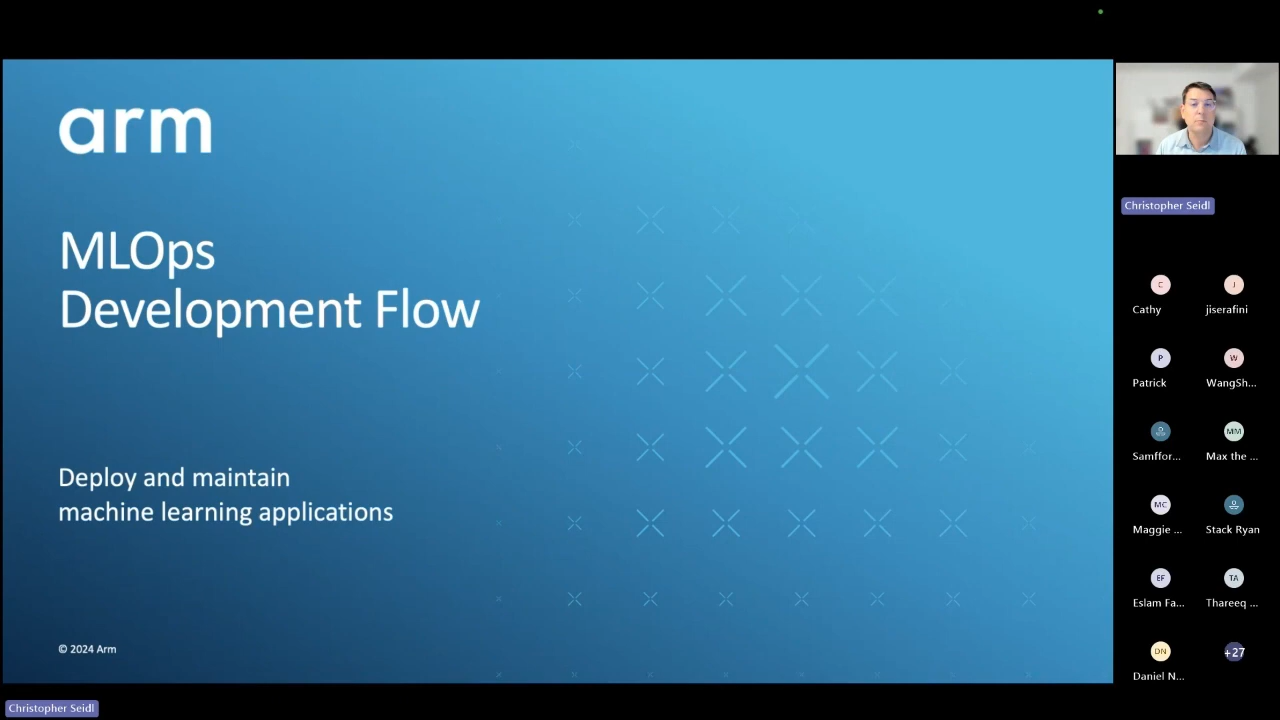 arm
MLOps
Development Flow
Deploy and maintain
machine learning applications
© 2024 Arm
Christopher Seidl
Christopher Seidl
C
J
Cathy
jiserafini
P
W
Patrick
WangSh...
MM
Samffor...
Max the ...
MC
Maggie ...
Stack Ryan
EF
TA
Eslam Fa...
Thareeq ...
DN
+27
Daniel N...